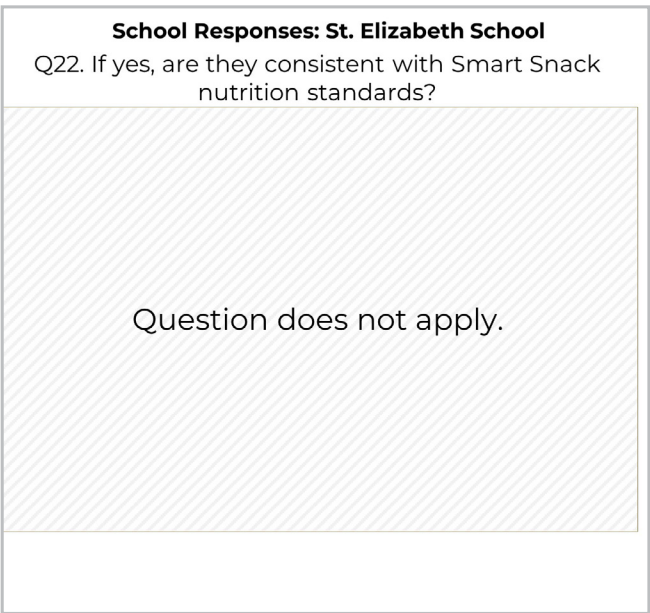 School Responses: St. Elizabeth School
Q22. If yes, are they consistent with Smart Snack
nutrition standards?
Question does not apply.